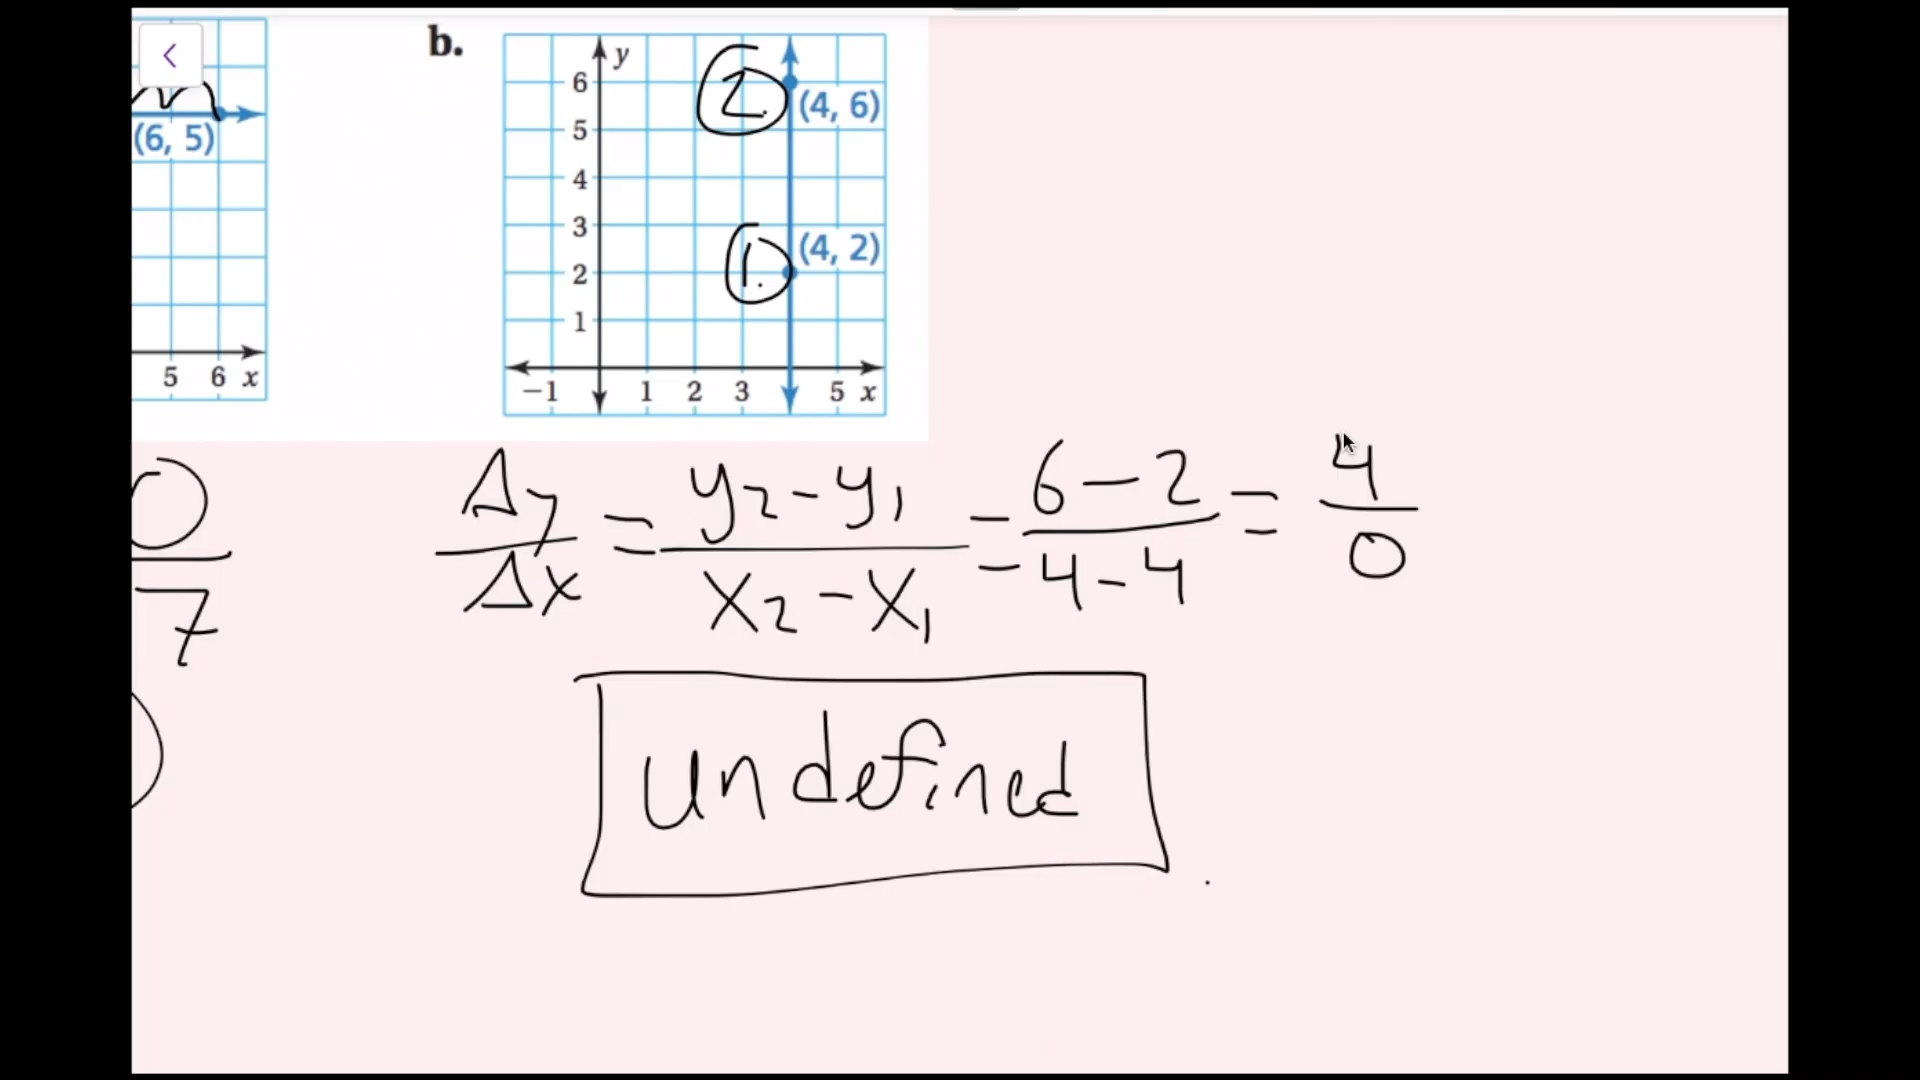 b.
y
6
5
4
3
2
1
2.
(4, 6)
1.
(4, 2)
−1 1 2 3 5 x
(6, 5)
5 6 x
0
7
Δy/Δx = y₂ - y₁/x₂ - x₁ = 6 - 2/4 - 4 = 4/0
undefined